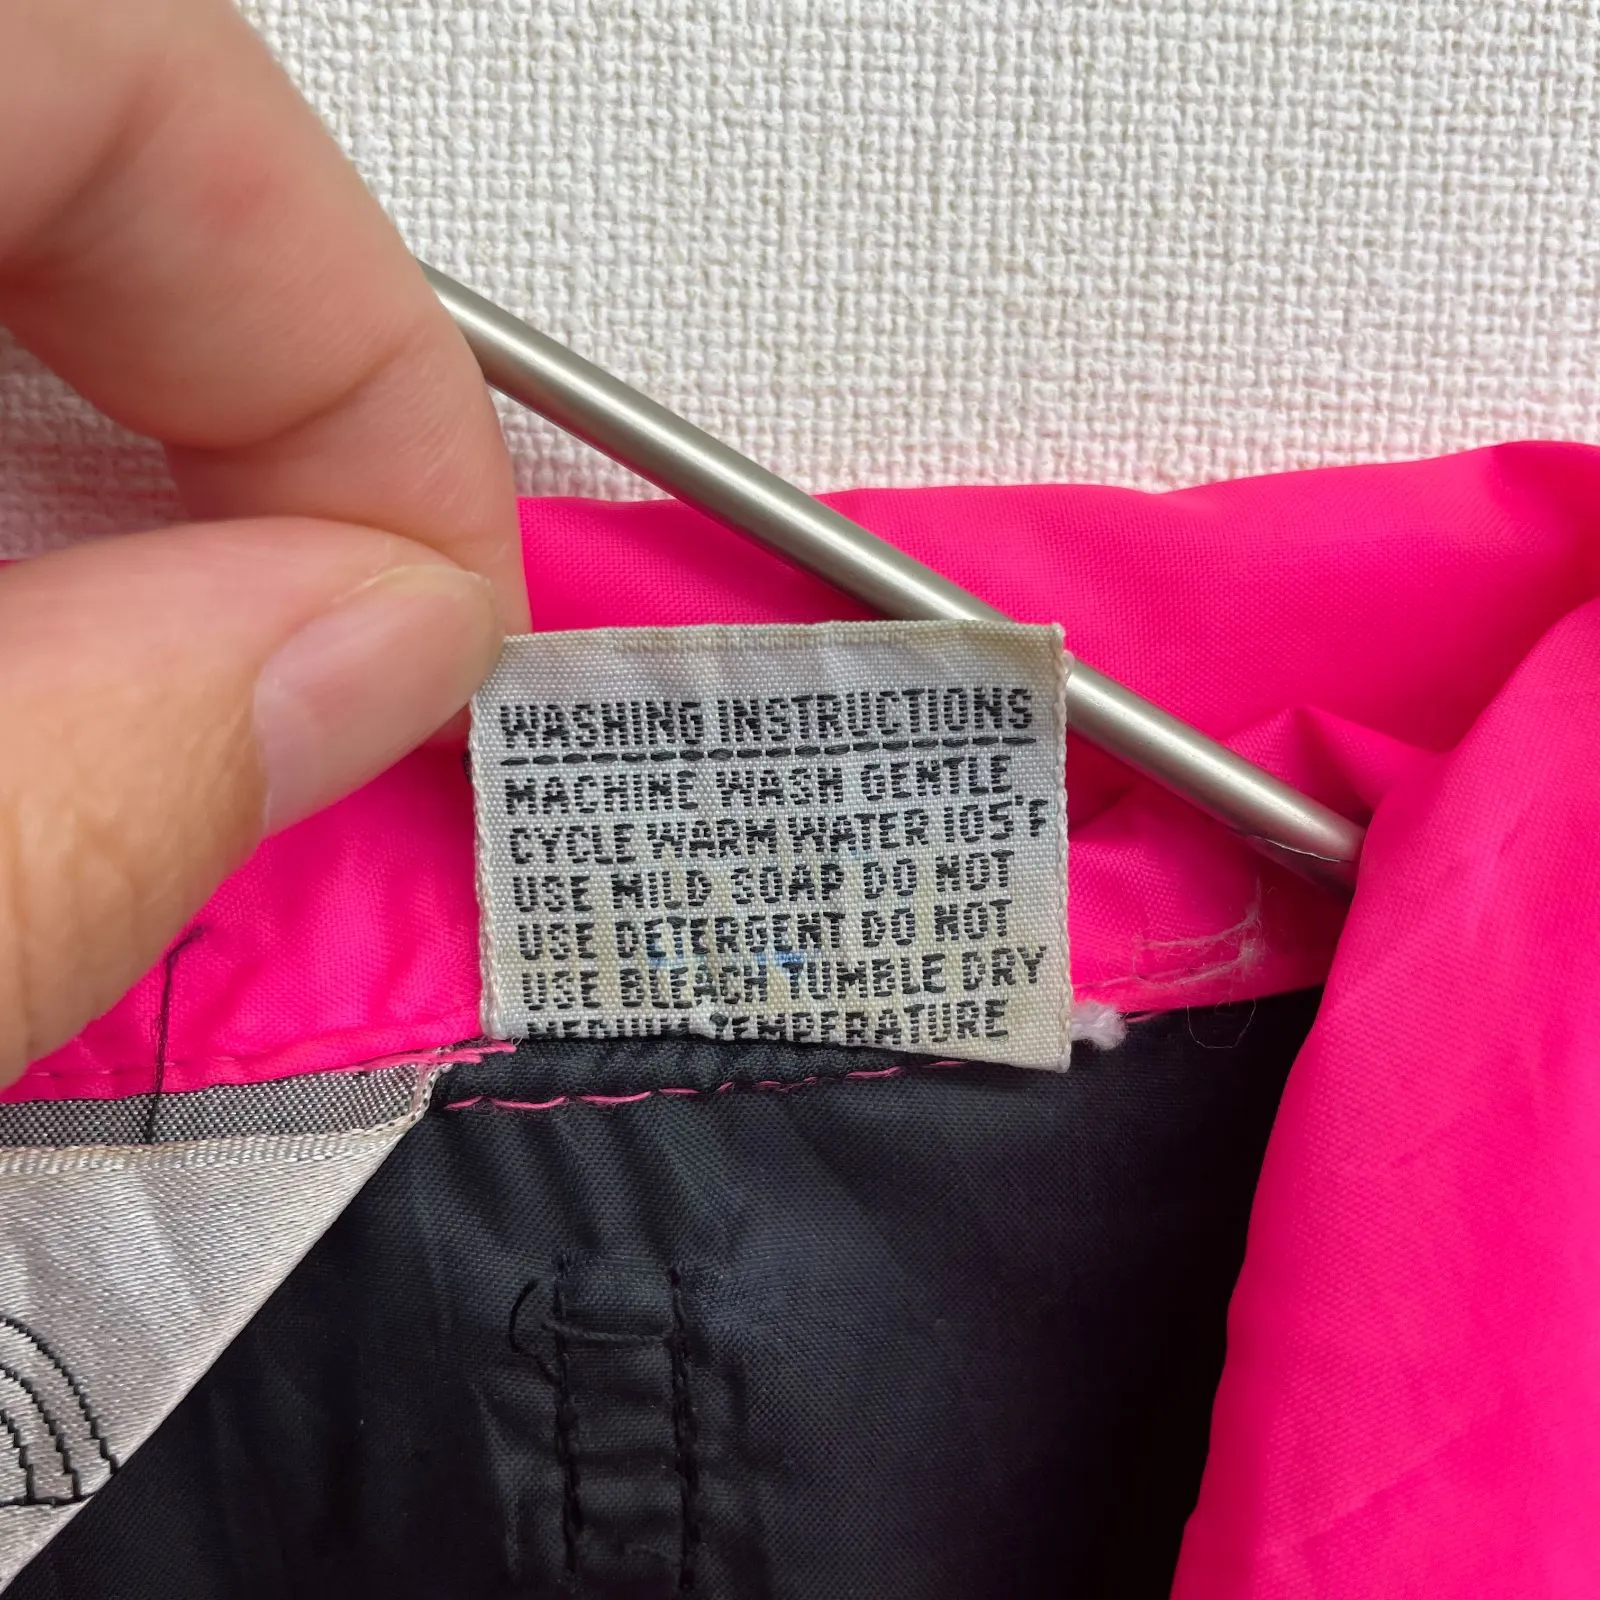 WASHING INSTRUCTIONS
MACHINE WASH GENTLE
CYCLE WARM WATER 105°F
USE MILD SOAP DO NOT
USE DETERGENT DO NOT
USE BLEACH TUMBLE DRY
MEDIUM TEMPERATURE